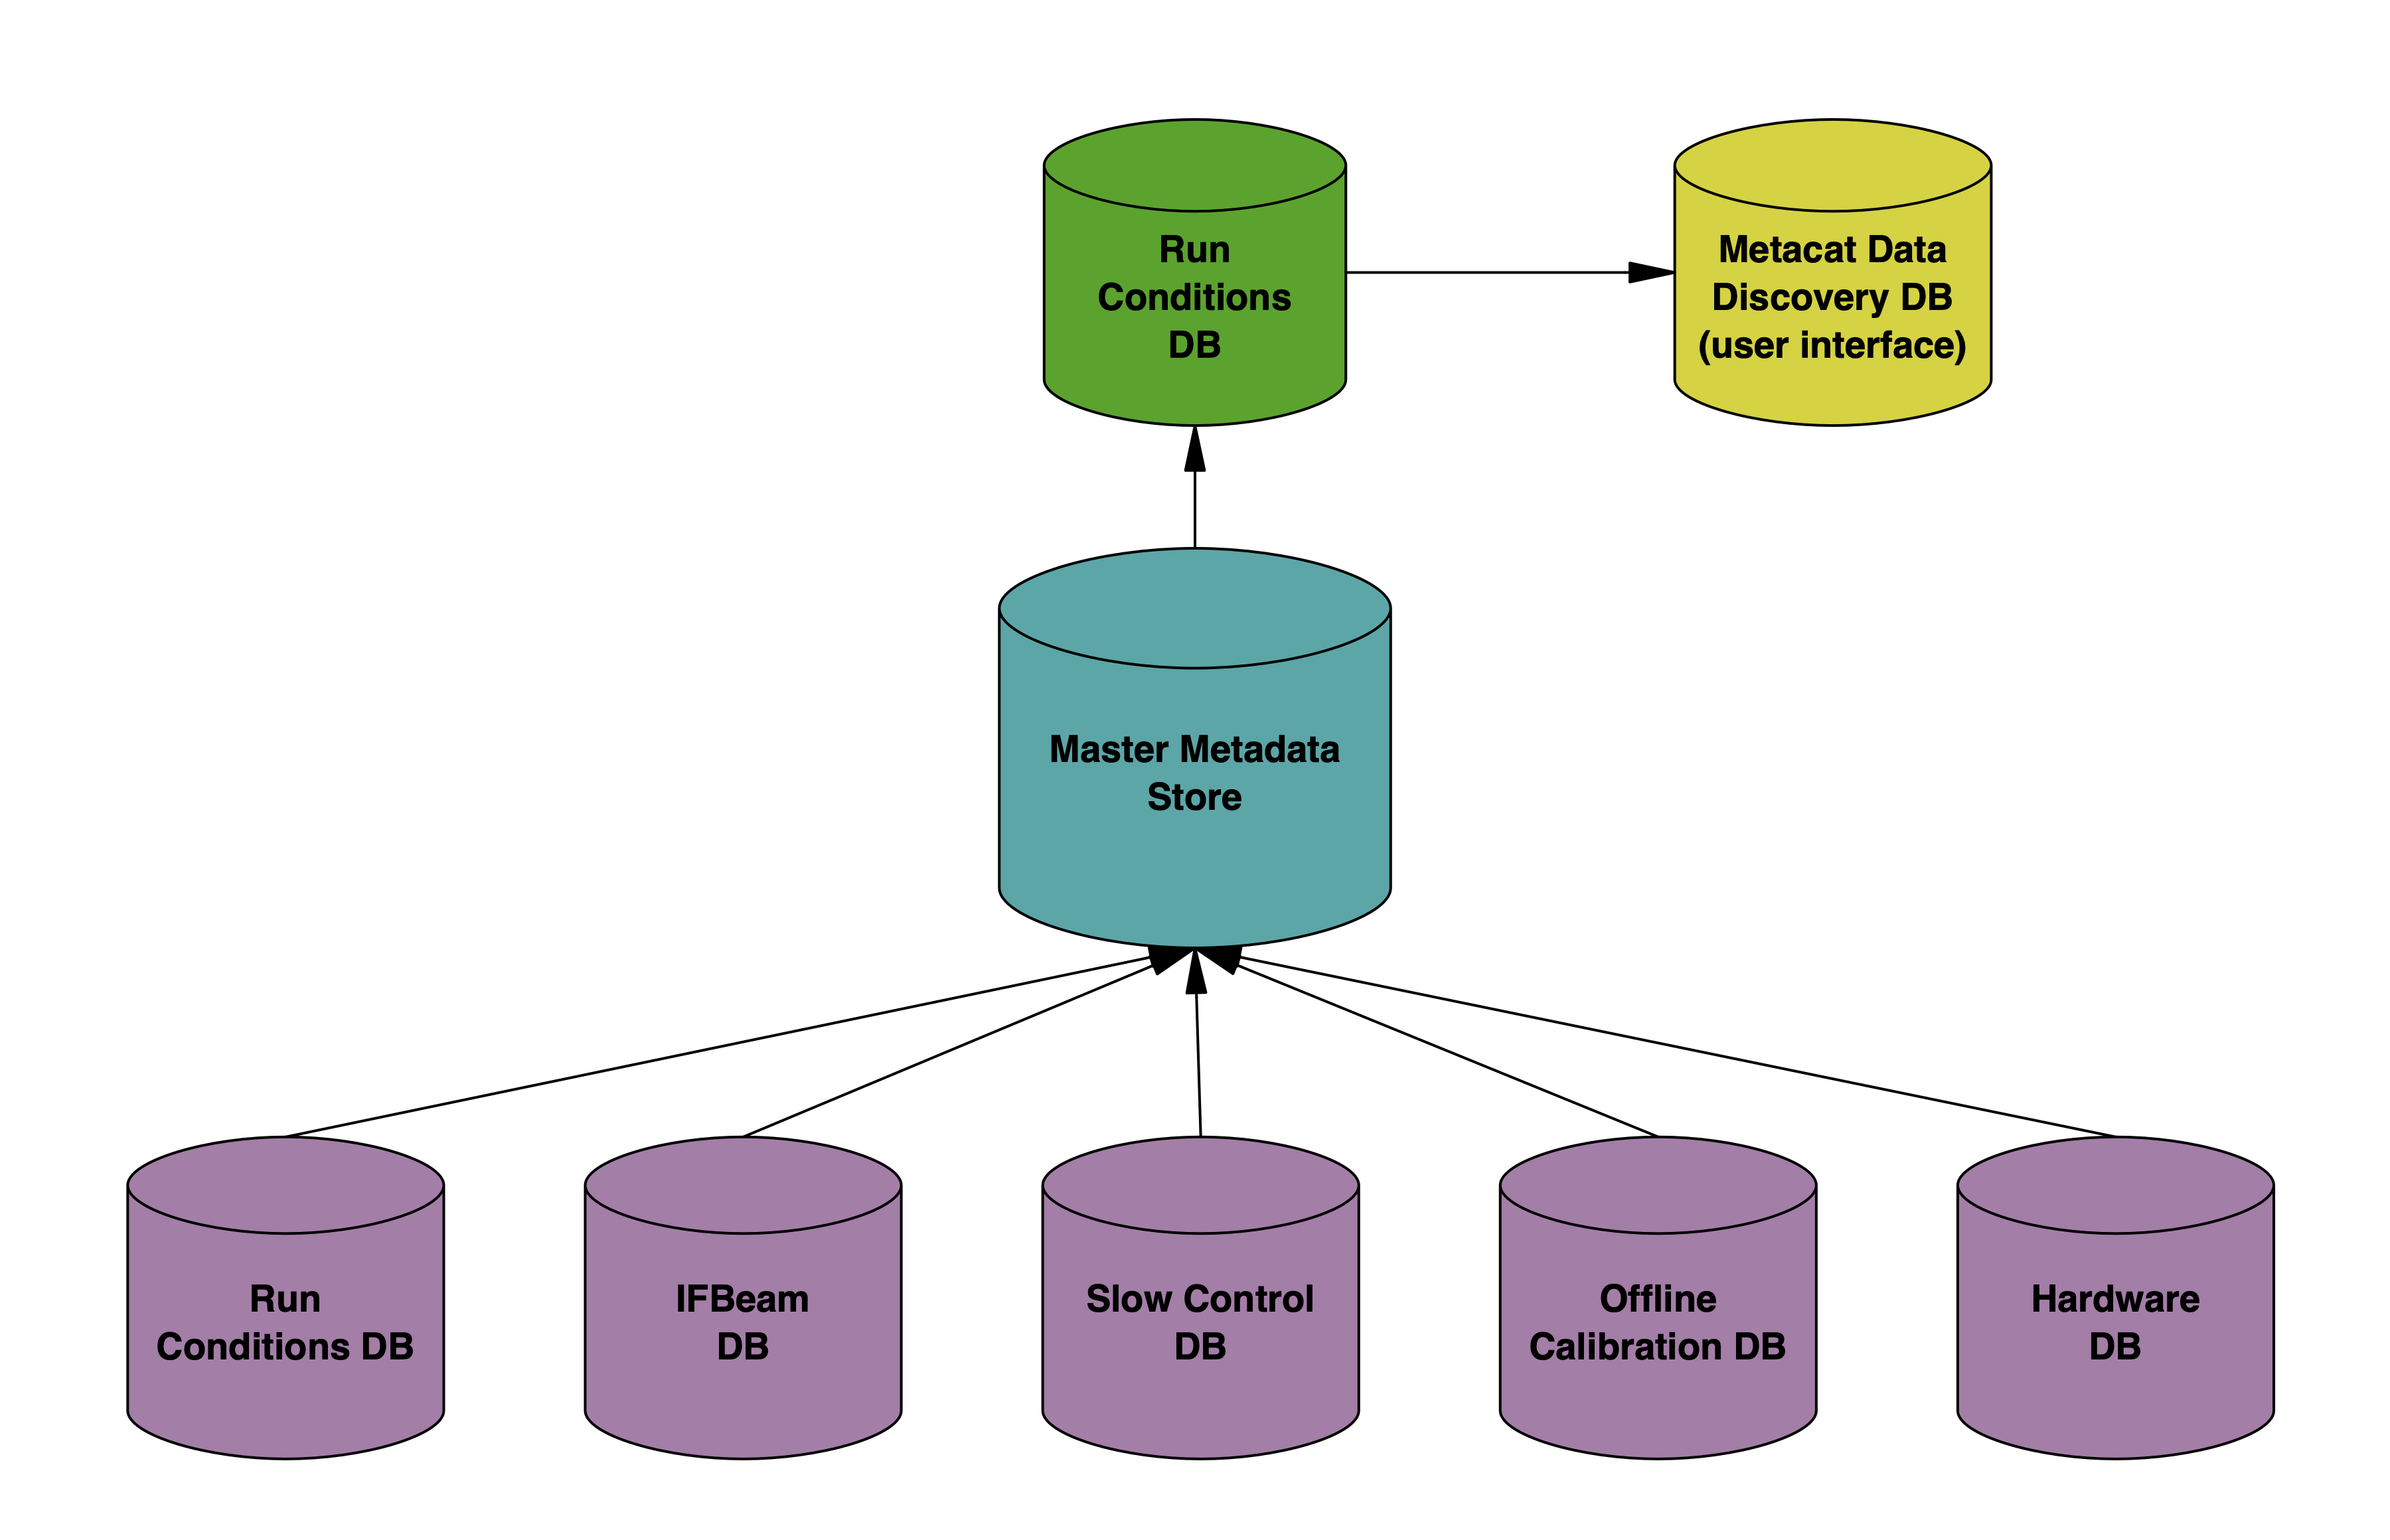 Run
Conditions
DB
Metacat Data
Discovery DB
(user interface)
Master Metadata
Store
Run
Conditions DB
IFBeam
DB
Slow Control
DB
Offline
Calibration DB
Hardware
DB